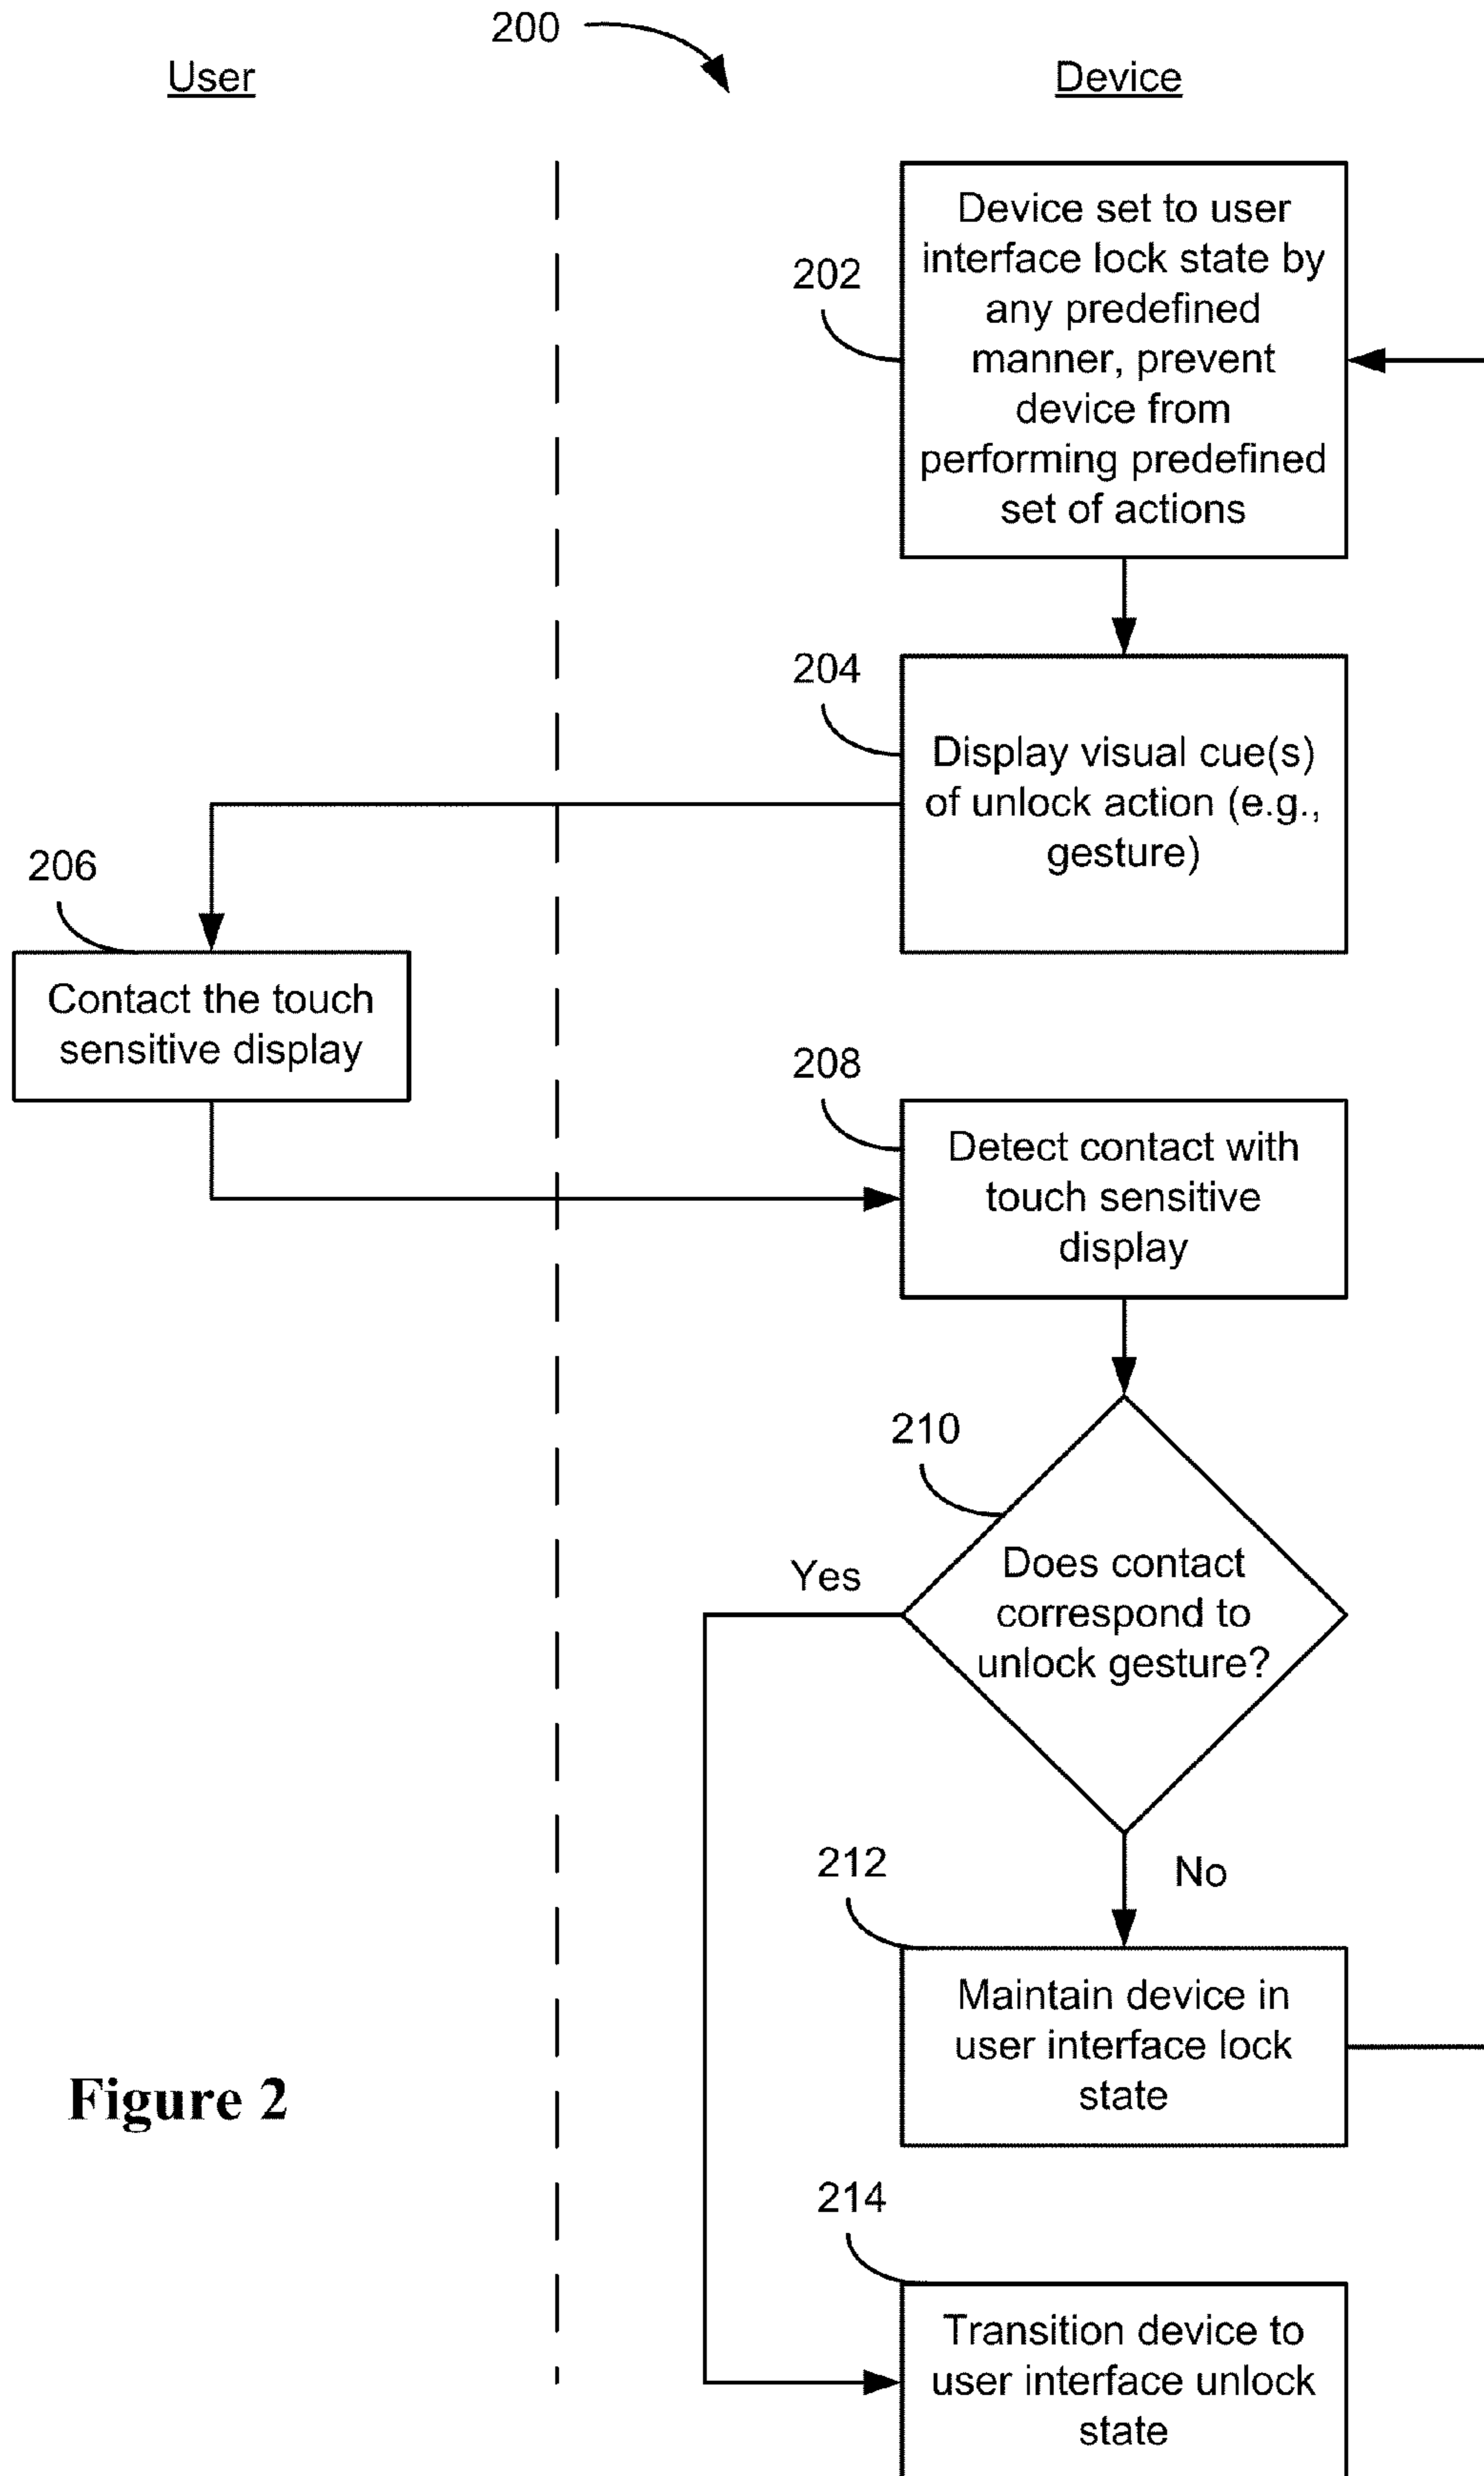 200
User
Device
202
Device set to user
interface lock state by
any predefined
manner, prevent
device from
performing predefined
set of actions
204
Display visual cue(s)
of unlock action (e.g.,
gesture)
206
Contact the touch
sensitive display
208
Detect contact with
touch sensitive
display
210
Does contact
correspond to
unlock gesture?
Yes
No
212
Maintain device in
user interface lock
state
Figure 2
214
Transition device to
user interface unlock
state